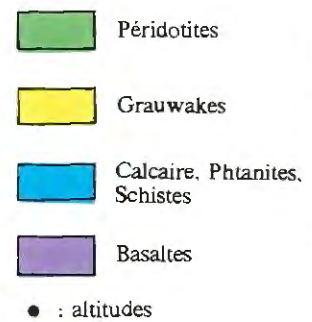 Péridotites
Grauwakes
Calcaire, Phtanites,
Schistes
Basaltes
: altitudes